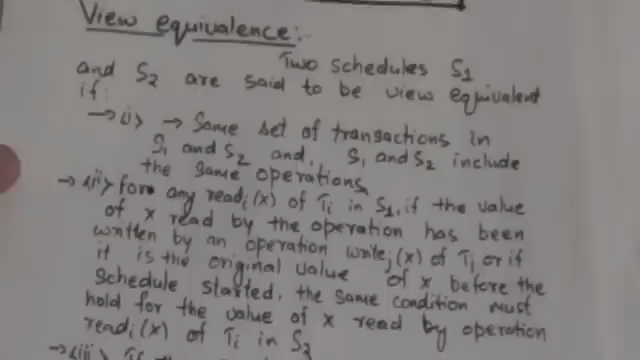 View equivalence:-
Two schedules S1
and S2 are said to be view equivalent
if:
→ <i> → Same set of transactions in
S1 and S2 and, S1 and S2 include
the same operations
→ <ii> for any readi(x) of Ti in S1, if the value
of x read by the operation has been
written by an operation writej(x) of Tj or if
it is the original value of x before the
schedule started, the same condition must
hold for the value of x read by operation
readi(x) of Ti in S2
→ <iii>